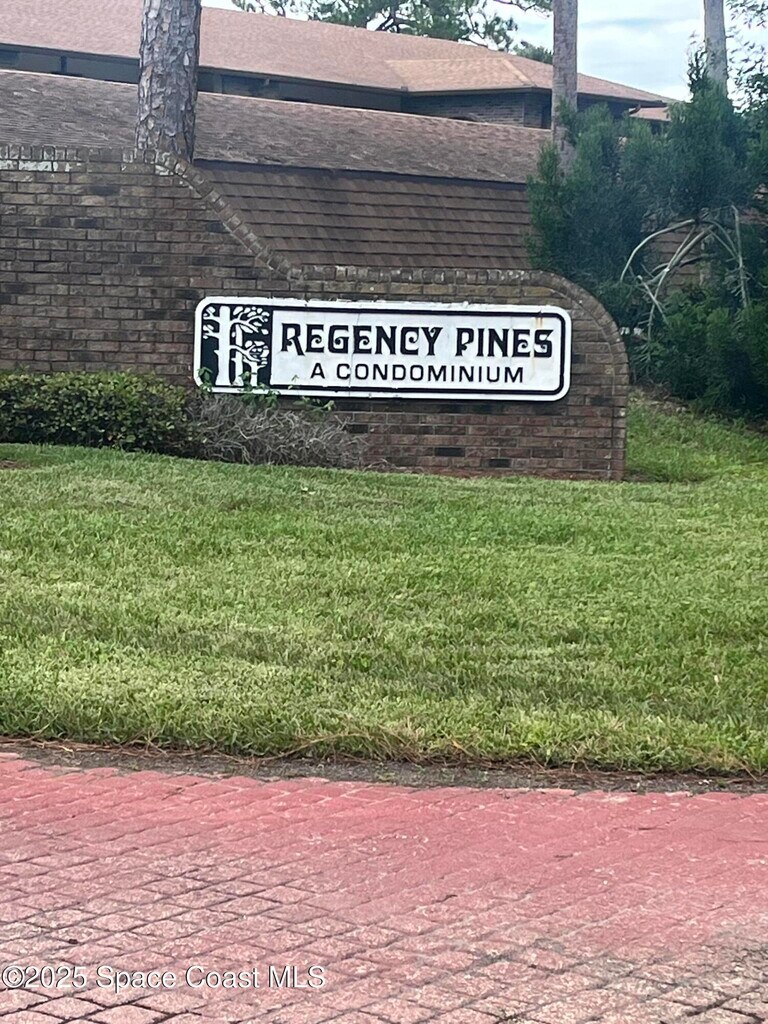 REGENCY PINES
A CONDOMINIUM
©2025 Space Coast MLS